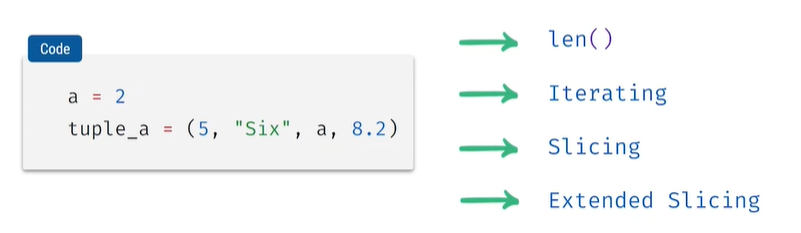 Code
a = 2
tuple_a = (5, "Six", a, 8.2)
len()
Iterating
Slicing
Extended Slicing